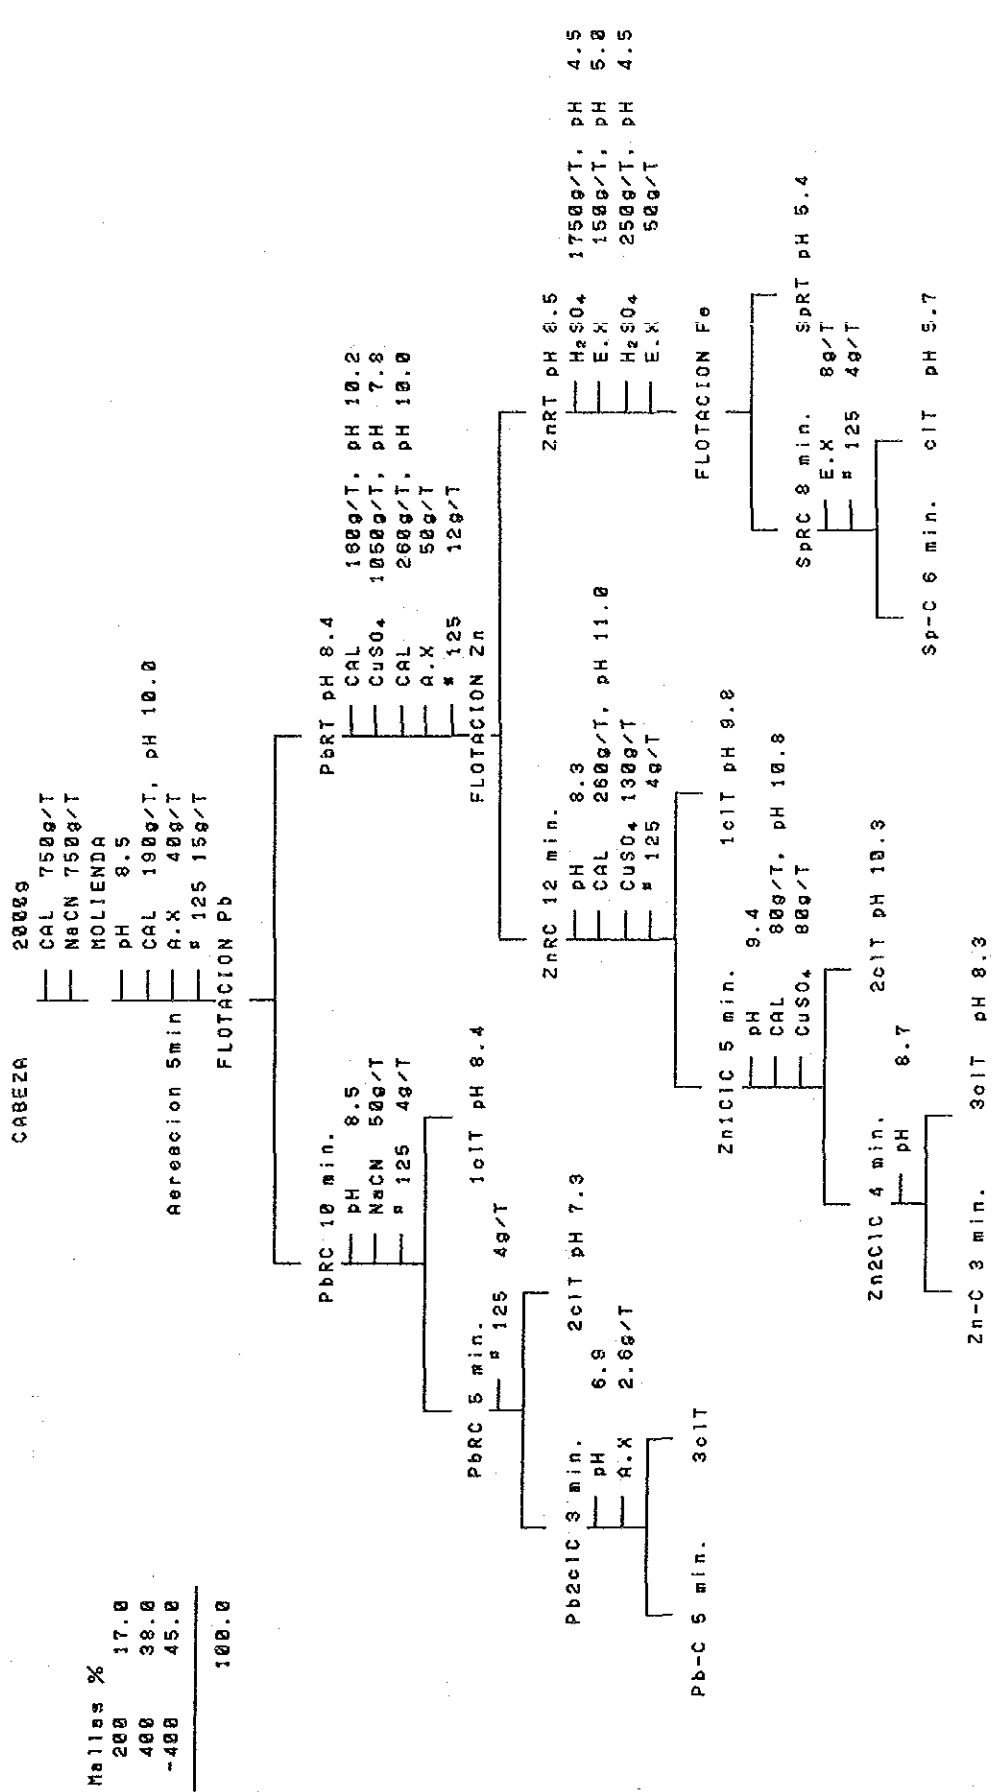 Mallas %
200 17.0
400 38.0
-400 45.0
100.0
CABEZA 2000g
CAL 750g/T
NaCN 750g/T
MOLIENDA
pH 8.5
CAL 190g/T, pH 10.0
Aereacion 5min A.X 40g/T
# 125 15g/T
FLOTACION Pb
PbRC 10 min.
pH 8.5
NaCN 50g/T
# 125 4g/T
PbRC 5 min. 1clT pH 8.4
# 125 4g/T
Pb2clC 3 min. 2clT pH 7.3
pH 6.9
A.X 2.6g/T
Pb-C 5 min. 3clT
PbRT pH 8.4
CAL 160g/T, pH 10.2
CuSO₄ 1050g/T, pH 7.8
CAL 260g/T, pH 10.0
A.X 50g/T
# 125 12g/T
FLOTACION Zn
ZnRC 12 min.
pH 8.3
CAL 260g/T, pH 11.0
CuSO₄ 130g/T
# 125 4g/T
Zn1ClC 5 min. 1clT pH 9.8
pH 9.4
CAL 80g/T, pH 10.8
CuSO₄ 80g/T
Zn2ClC 4 min. 2clT pH 10.3
pH 8.7
Zn-C 3 min. 3clT pH 8.3
ZnRT pH 8.5
H₂SO₄ 1750g/T, pH 4.5
E.X 150g/T, pH 5.0
H₂SO₄ 250g/T, pH 4.5
E.X 50g/T
FLOTACION Fe
SpRC 8 min. SpRT pH 5.4
E.X 8g/T
# 125 4g/T
Sp-C 6 min. clT pH 5.7